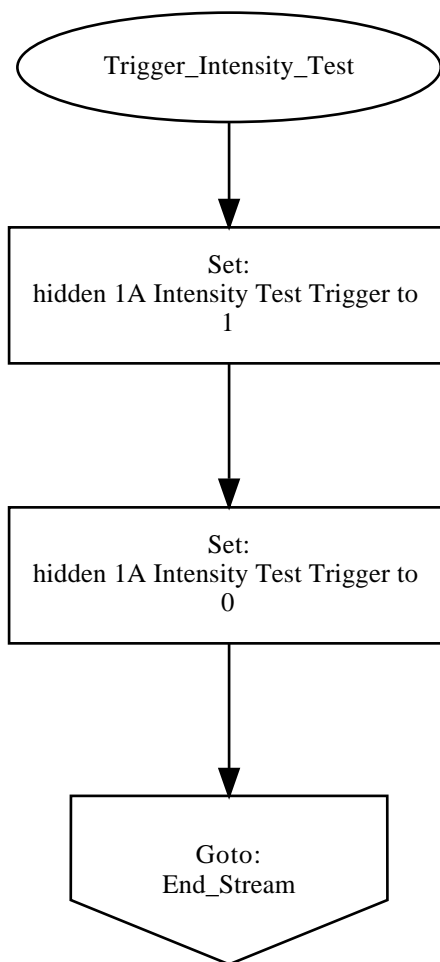 Trigger_Intensity_Test
Set:
hidden 1A Intensity Test Trigger to
1
Set:
hidden 1A Intensity Test Trigger to
0
Goto:
End_Stream